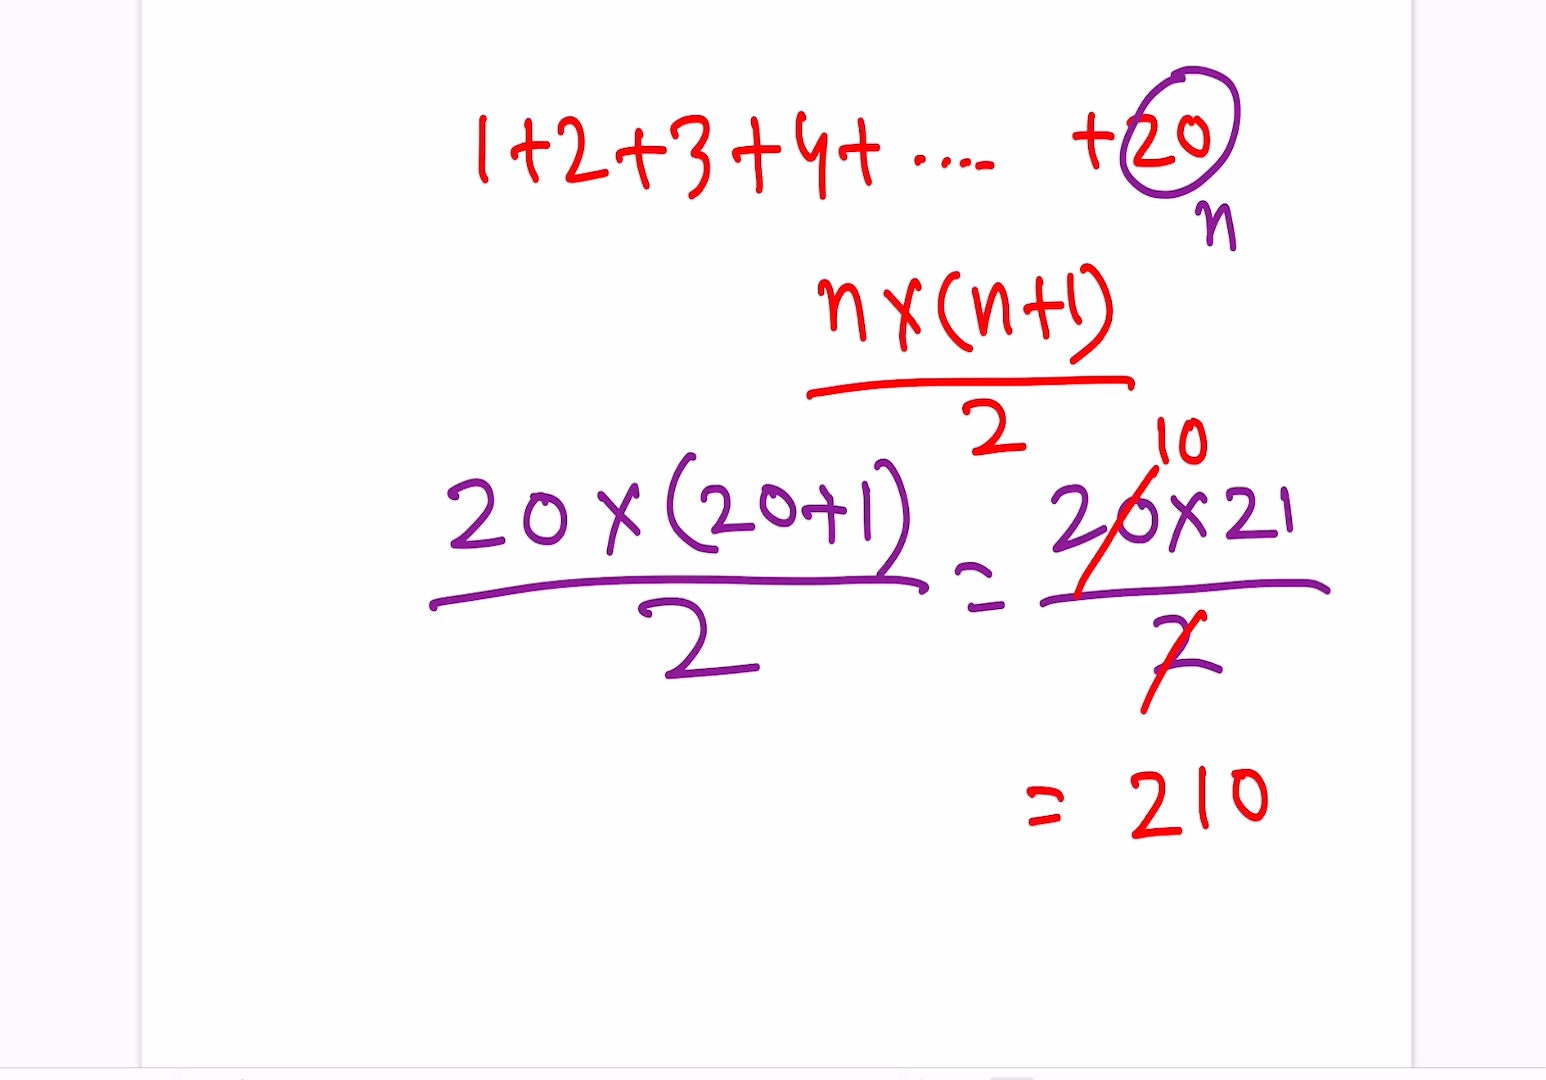 1+2+3+4+ .... +20
n
n×(n+1)
2
10
20×(20+1) = 20×21
2 2
= 210